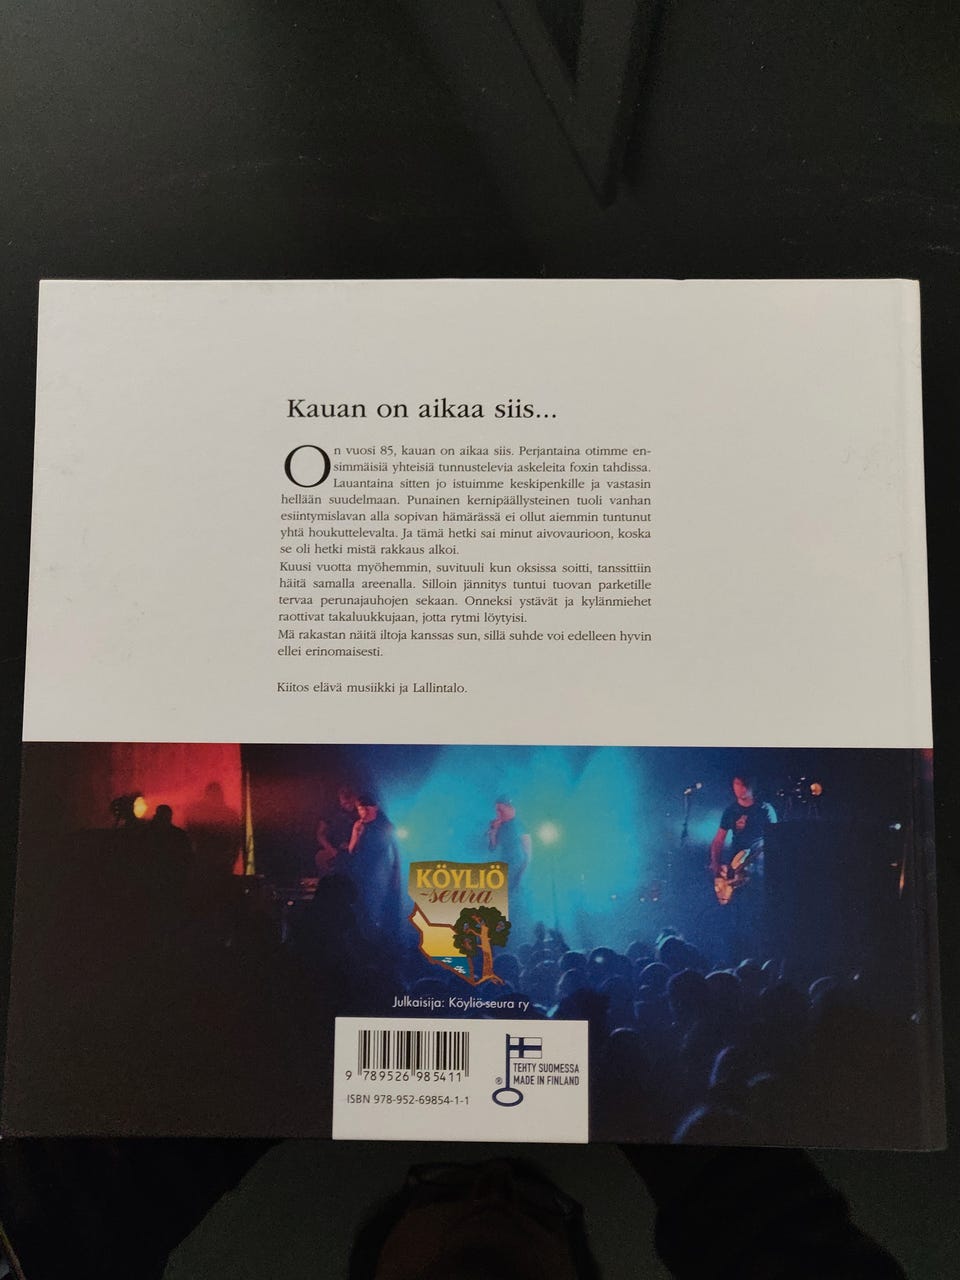 Kauan on aikaa siis...
On vuosi 85, kauan on aikaa siis. Perjantaina otimme en-
simmäisiä yhteisiä tunnustelevia askeleita foxin tahdissa.
Lauantaina sitten jo istuimme keskipenkille ja vastasin
hellään suudelmaan. Punainen kernipäällysteinen tuoli vanhan
esiintymislavan alla sopivan hämärässä ei ollut aiemmin tuntunut
yhtä houkuttelevalta. Ja tämä hetki sai minut aivovaurioon, koska
se oli hetki mistä rakkaus alkoi.
Kuusi vuotta myöhemmin, suvituuli kun oksissa soitti, tanssittiin
häitä samalla areenalla. Silloin jännitys tuntui tuovan parketille
tervaa perunajauhojen sekaan. Onneksi ystävät ja kylänmiehet
raottivat takaluukkujaan, jotta rytmi löytyisi.
Mä rakastan näitä iltoja kanssas sun, sillä suhde voi edelleen hyvin
ellei erinomaisesti.
Kiitos elävä musiikki ja Lallintalo.
KÖYLIÖ
-seura
Julkaisija: Köyliö-seura ry
9 789526 985411
ISBN 978-952-69854-1-1
® TEHTY SUOMESSA
MADE IN FINLAND